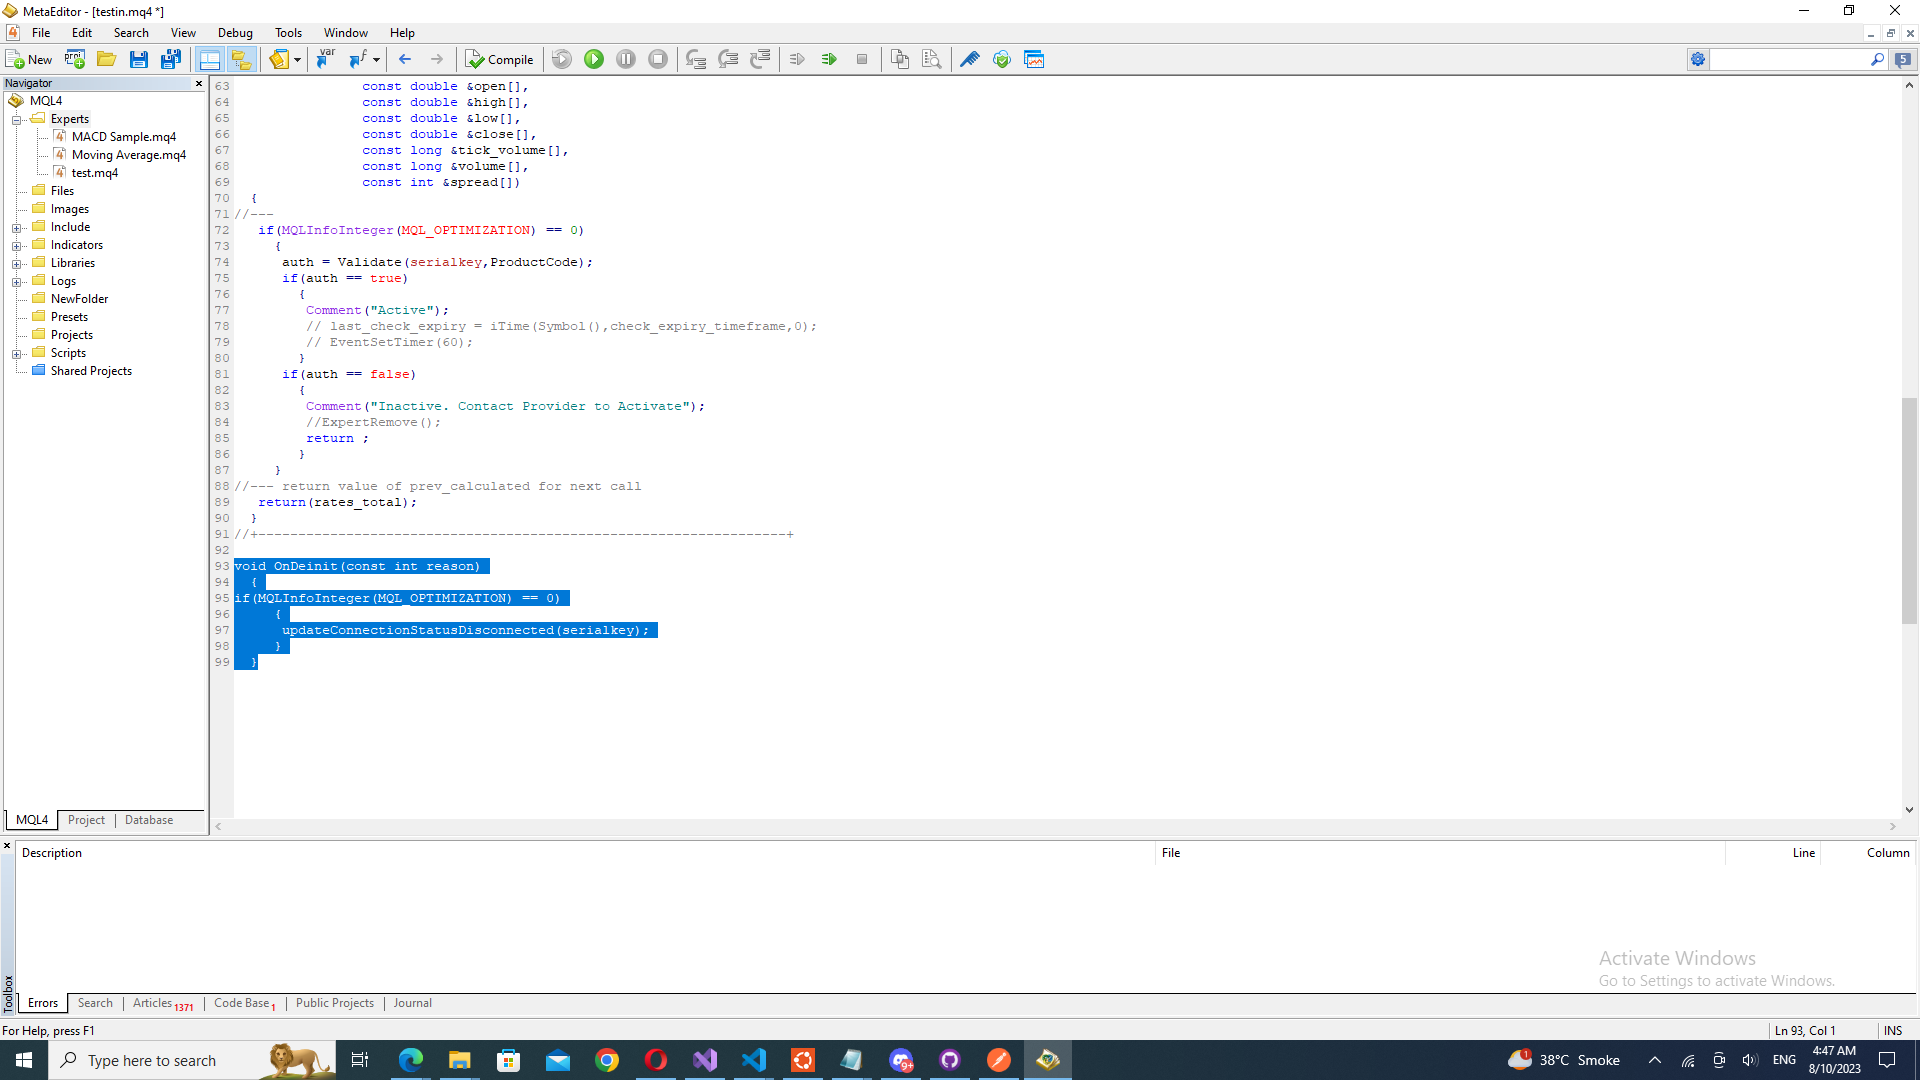 MetaEditor - [testin.mq4 *]
File Edit Search View Debug Tools Window Help
New Compile 5
Navigator
MQL4
Experts
MACD Sample.mq4
Moving Average.mq4
test.mq4
Files
Images
Include
Indicators
Libraries
Logs
NewFolder
Presets
Projects
Scripts
Shared Projects
MQL4 Project Database
63 const double &open[],
64 const double &high[],
65 const double &low[],
66 const double &close[],
67 const long &tick_volume[],
68 const long &volume[],
69 const int &spread[])
70 {
71 //---
72 if(MQLInfoInteger(MQL_OPTIMIZATION) == 0)
73 {
74 auth = Validate(serialkey,ProductCode);
75 if(auth == true)
76 {
77 Comment("Active");
78 // last_check_expiry = iTime(Symbol(),check_expiry_timeframe,0);
79 // EventSetTimer(60);
80 }
81 if(auth == false)
82 {
83 Comment("Inactive. Contact Provider to Activate");
84 //ExpertRemove();
85 return ;
86 }
87 }
88 //--- return value of prev_calculated for next call
89 return(rates_total);
90 }
91 //+------------------------------------------------------------------+
92
93 void OnDeinit(const int reason)
94 {
95 if(MQLInfoInteger(MQL_OPTIMIZATION) == 0)
96 {
97 updateConnectionStatusDisconnected(serialkey);
98 }
99 }
Description File Line Column
Activate Windows
Go to Settings to activate Windows.
Toolbox
Errors Search Articles 1371 Code Base 1 Public Projects Journal
For Help, press F1 Ln 93, Col 1 INS
Type here to search 9+ 1 38°C Smoke ENG 4:47 AM
8/10/2023